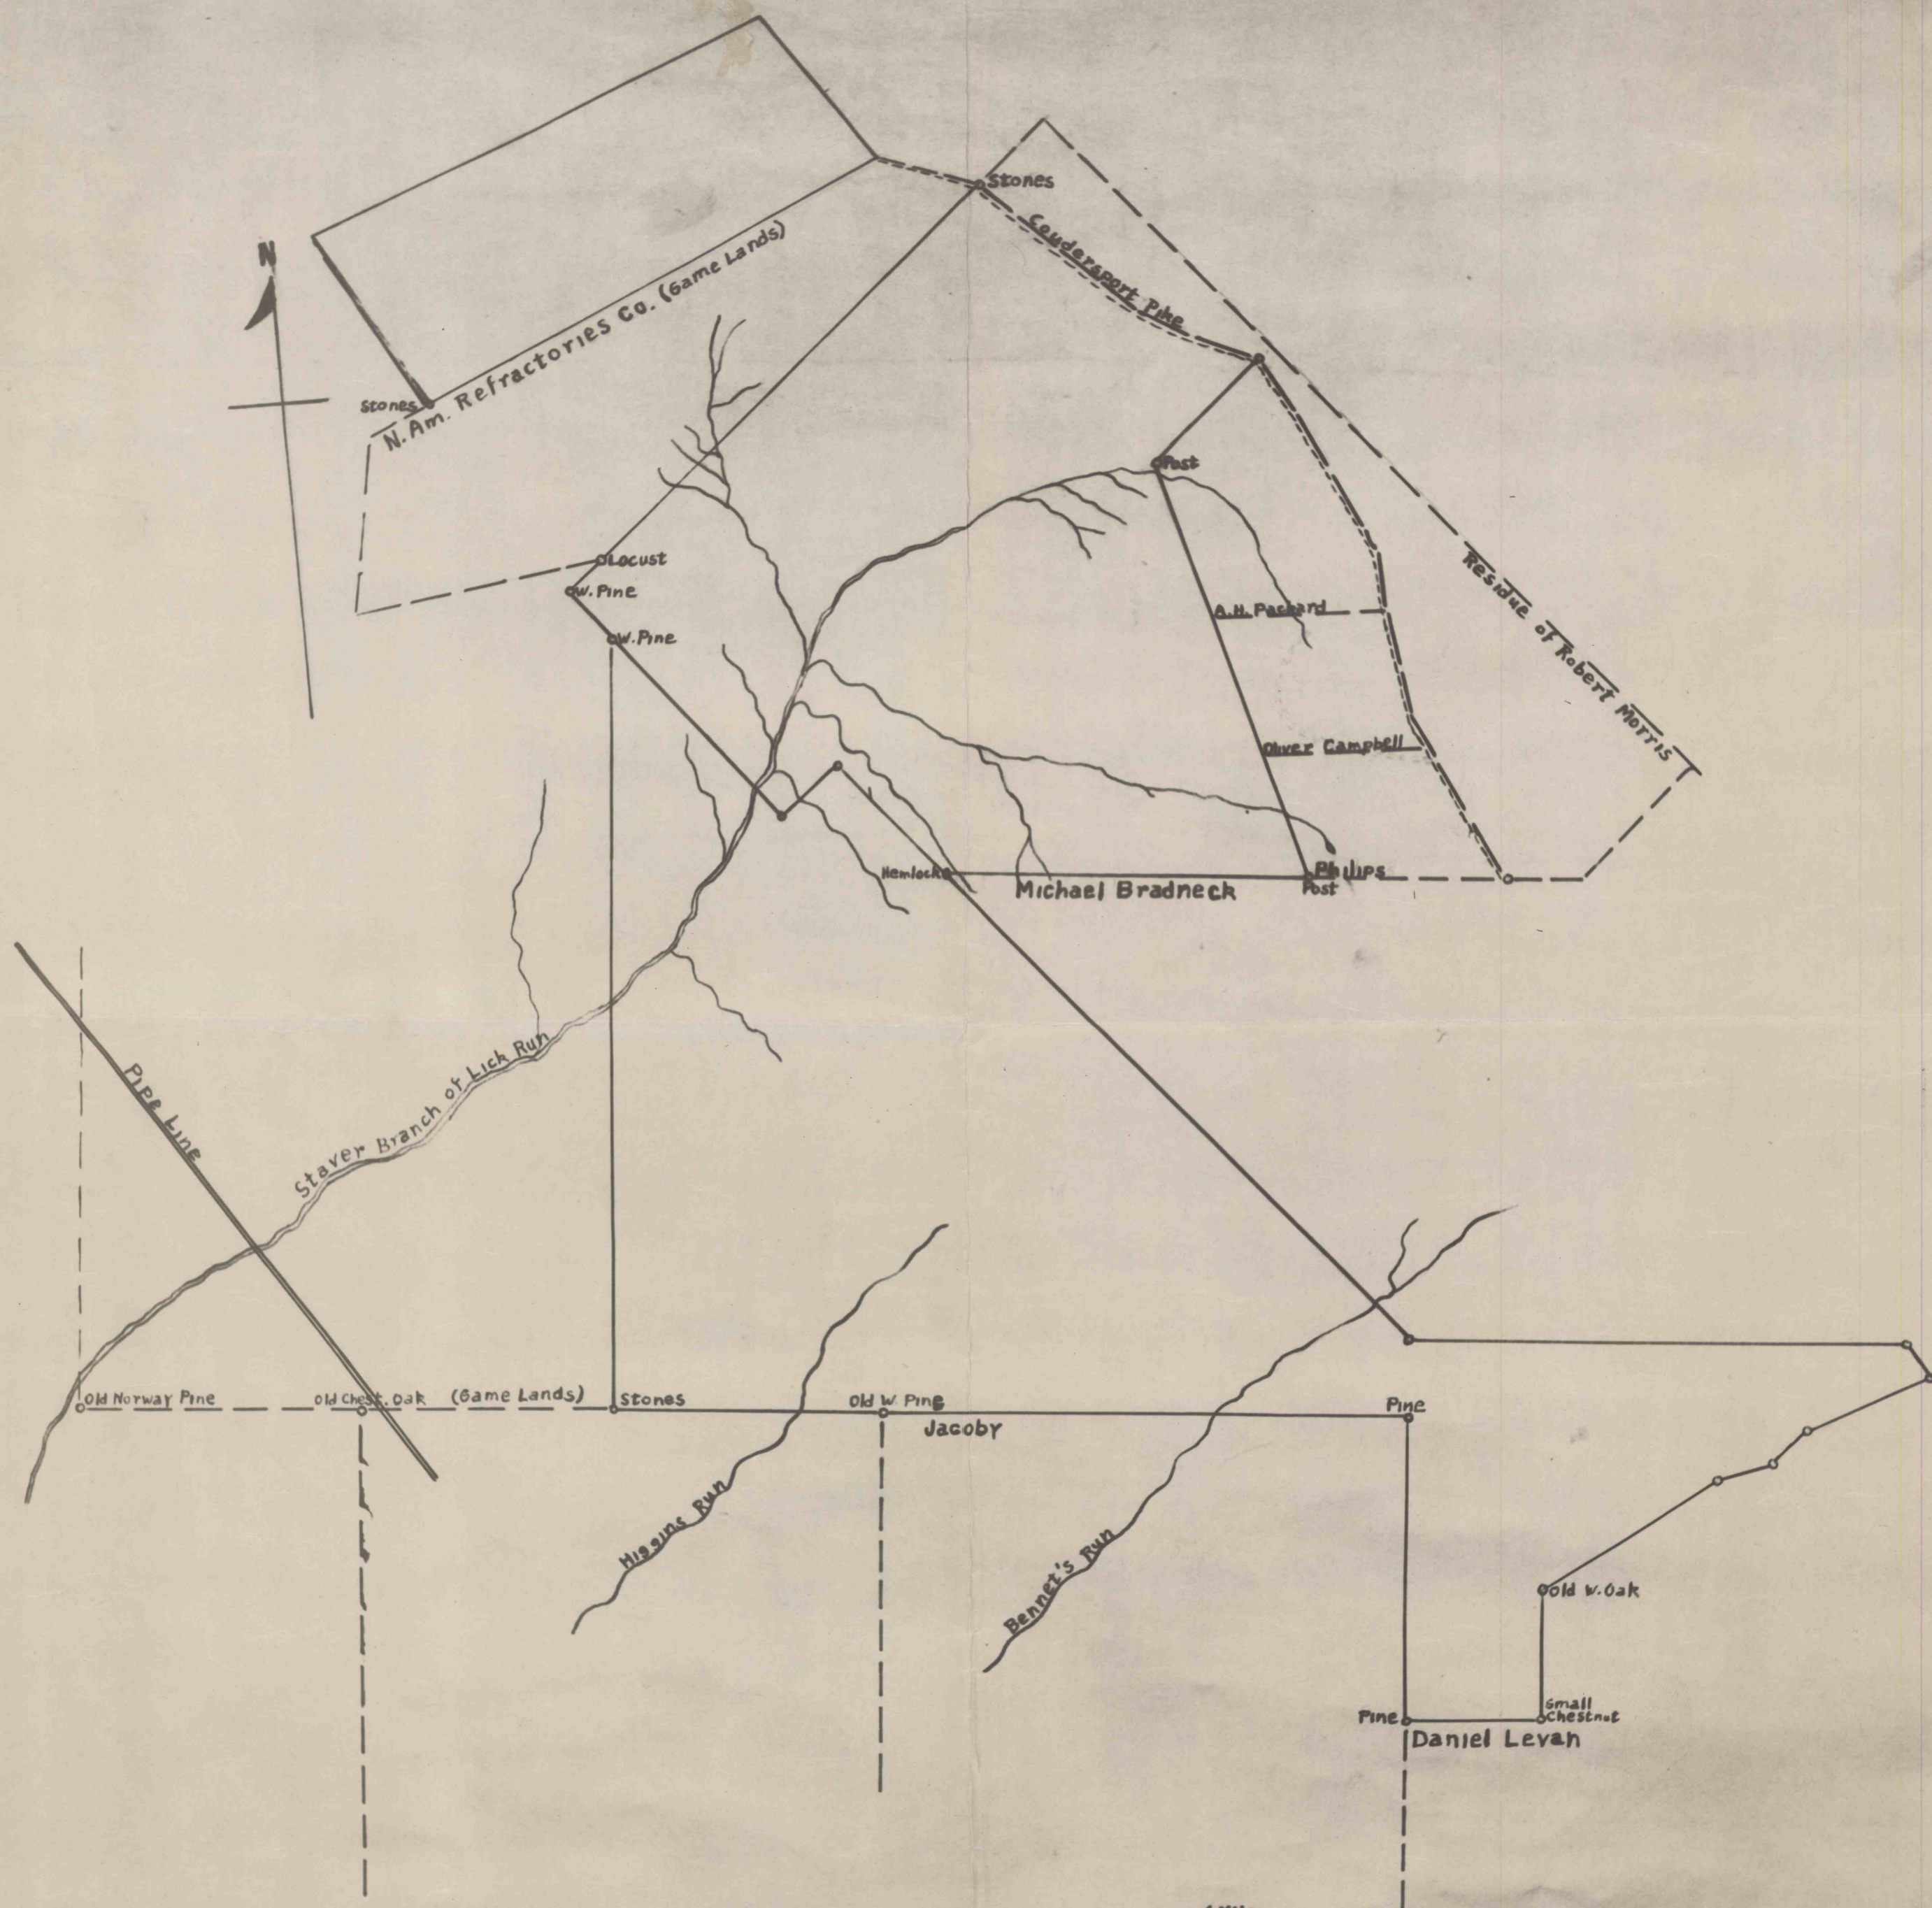 N
Stones
Coudersport Pike
N. Am. Refractories Co. (Game Lands)
Stones
Post
Locust
W. Pine
W. Pine
A.H. Packard
Residue of Robert Morris
Oliver Campbell
Hemlock
Michael Bradneck
Philips
Post
Pipe Line
Staver Branch of Lick Run
Old Norway Pine
Old Chest. Oak
(Game Lands)
Stones
Old W. Pine
Jacoby
Pine
Higgins Run
Bennet's Run
Old W. Oak
Small
Chestnut
Pine
Daniel Levan